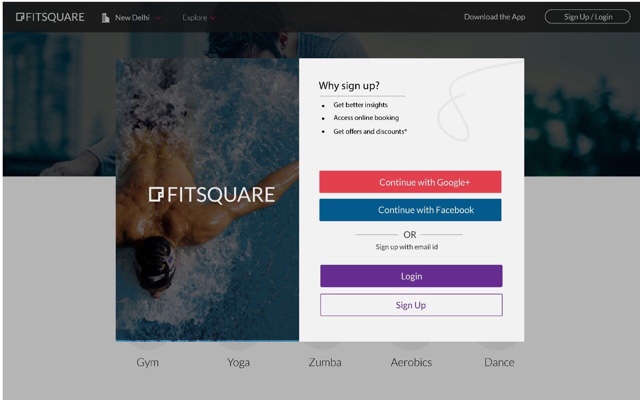 FITSQUARE
New Delhi
Explore
Download the App
Sign Up / Login
Why sign up?
• Get better insights
• Access online booking
• Get offers and discounts*
FITSQUARE
Continue with Google+
Continue with Facebook
OR
Sign up with email id
Login
Sign Up
Gym
Yoga
Zumba
Aerobics
Dance